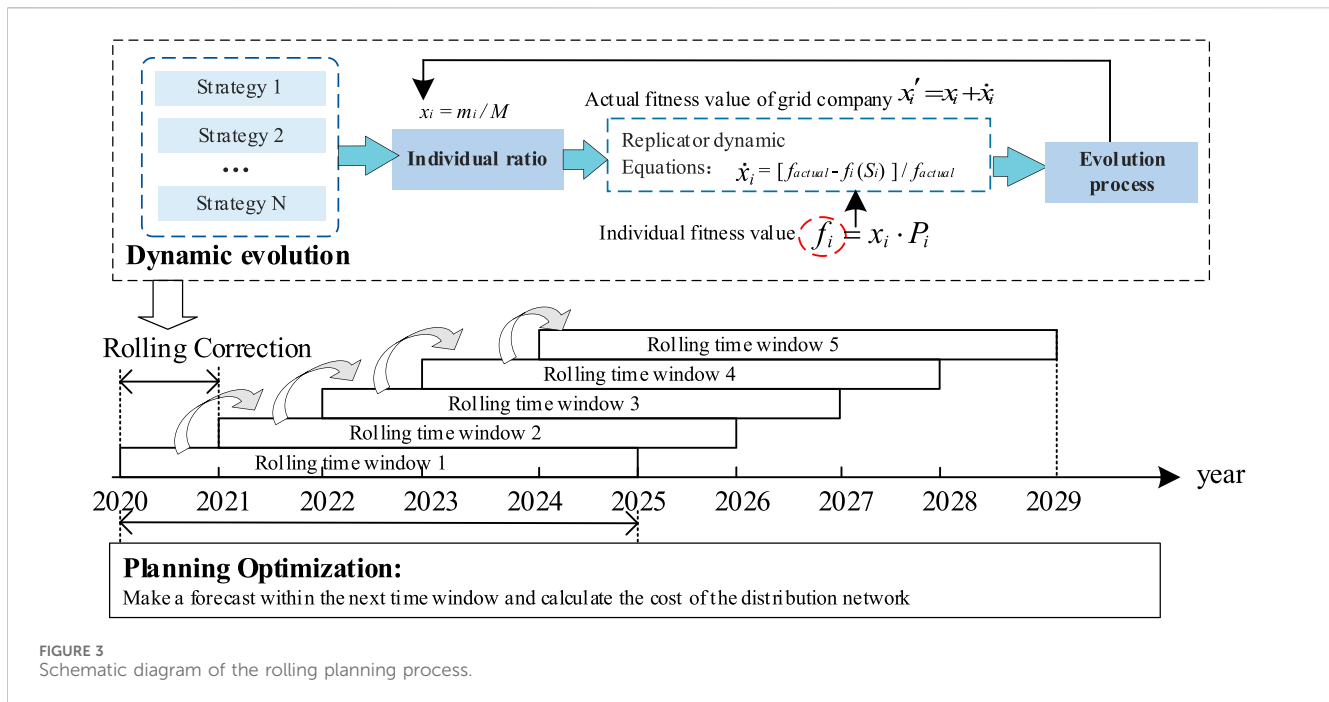 Strategy 1
Strategy 2
...
Strategy N
Dynamic evolution
xi = mi / M
Individual ratio
Actual fitness value of grid company xi′ = xi + ẋi
Replicator dynamic
Equations: ẋi = [ factual - fi (Si) ] / factual
Individual fitness value fi = xi · Pi
Evolution
process
Rolling Correction
Rolling time window 5
Rolling time window 4
Rolling time window 3
Rolling time window 2
Rolling time window 1
2020 2021 2022 2023 2024 2025 2026 2027 2028 2029 year
Planning Optimization:
Make a forecast within the next time window and calculate the cost of the distribution network
FIGURE 3
Schematic diagram of the rolling planning process.